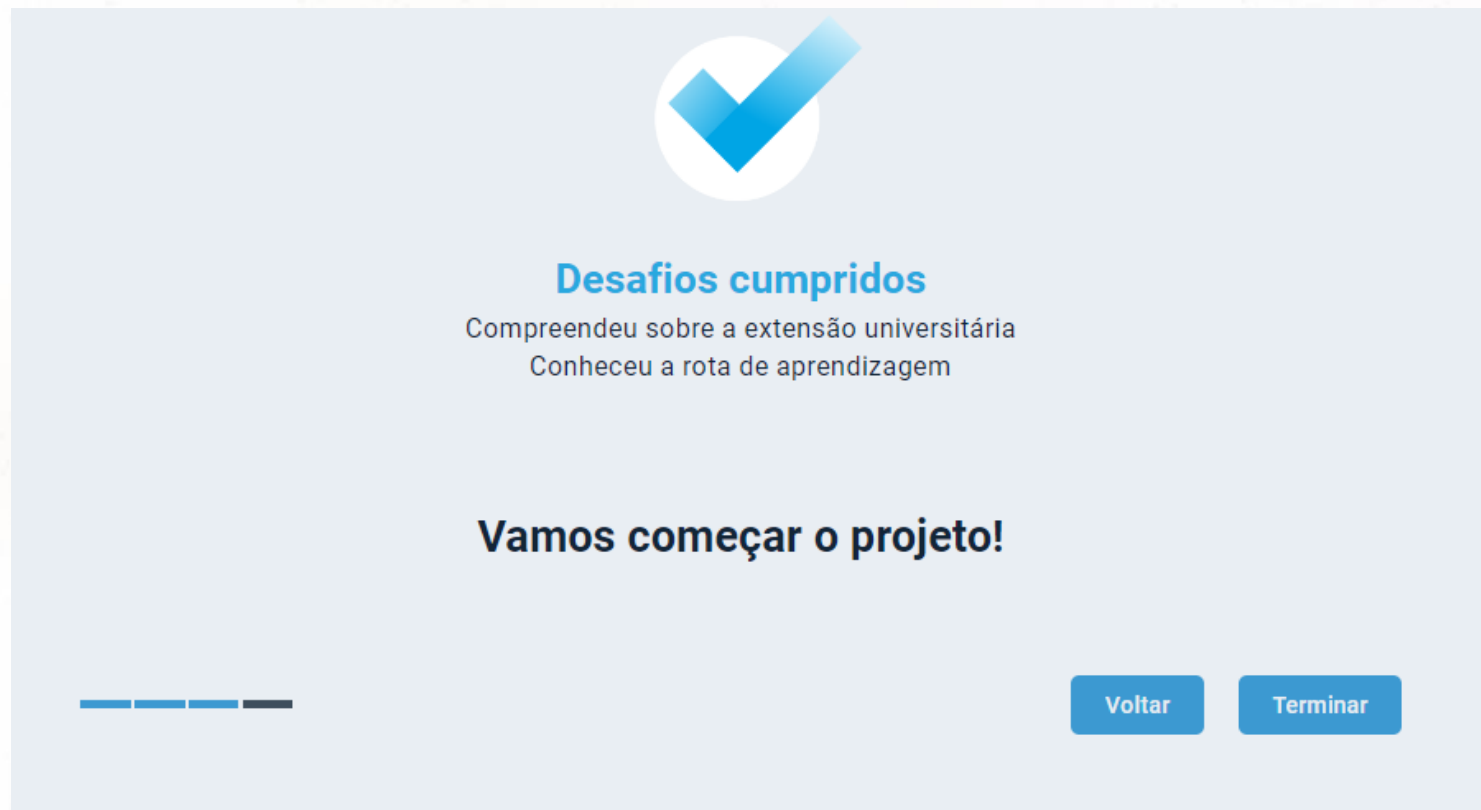 Desafios cumpridos
Compreendeu sobre a extensão universitária
Conheceu a rota de aprendizagem
Vamos começar o projeto!
Voltar
Terminar